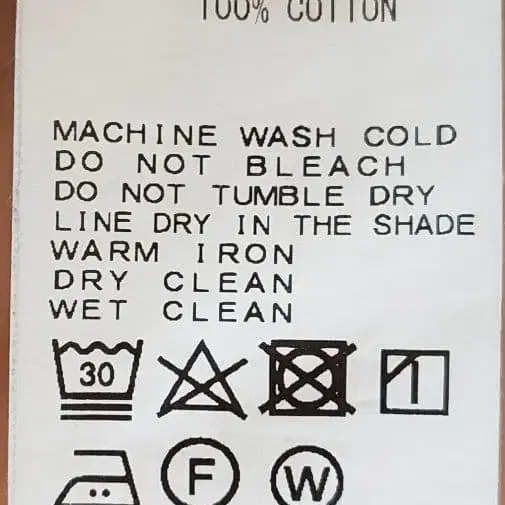 100% COTTON
MACHINE WASH COLD
DO NOT BLEACH
DO NOT TUMBLE DRY
LINE DRY IN THE SHADE
WARM IRON
DRY CLEAN
WET CLEAN
30
F W